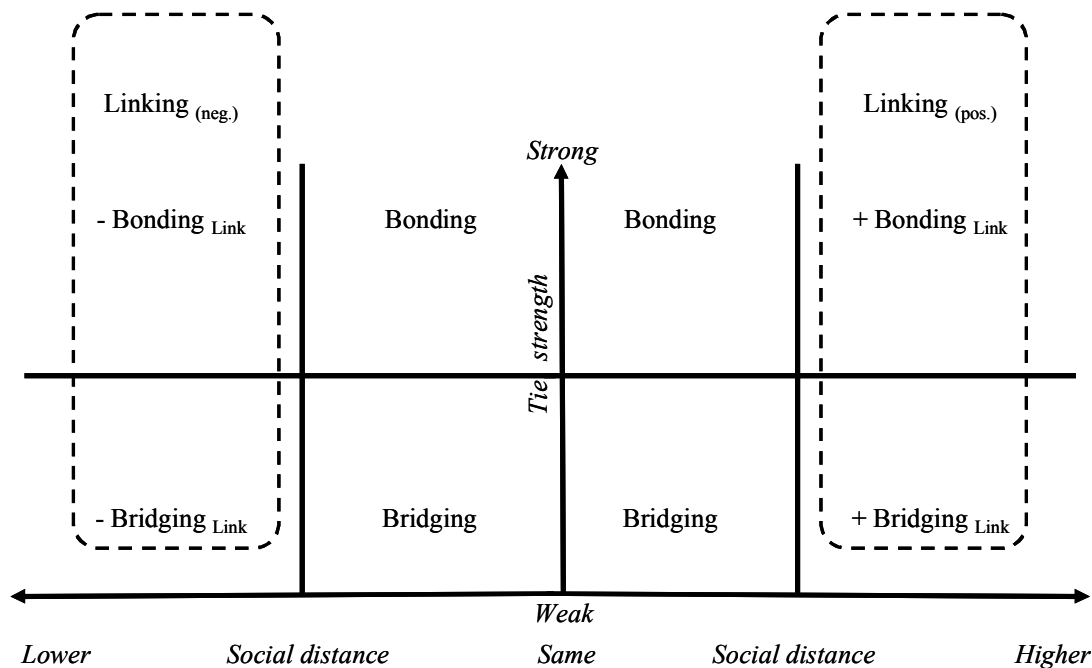 Linking (neg.)
Linking (pos.)
Strong
- Bonding Link
Bonding
Bonding
+ Bonding Link
Tie strength
- Bridging Link
Bridging
Bridging
+ Bridging Link
Weak
Lower
Social distance
Same
Social distance
Higher